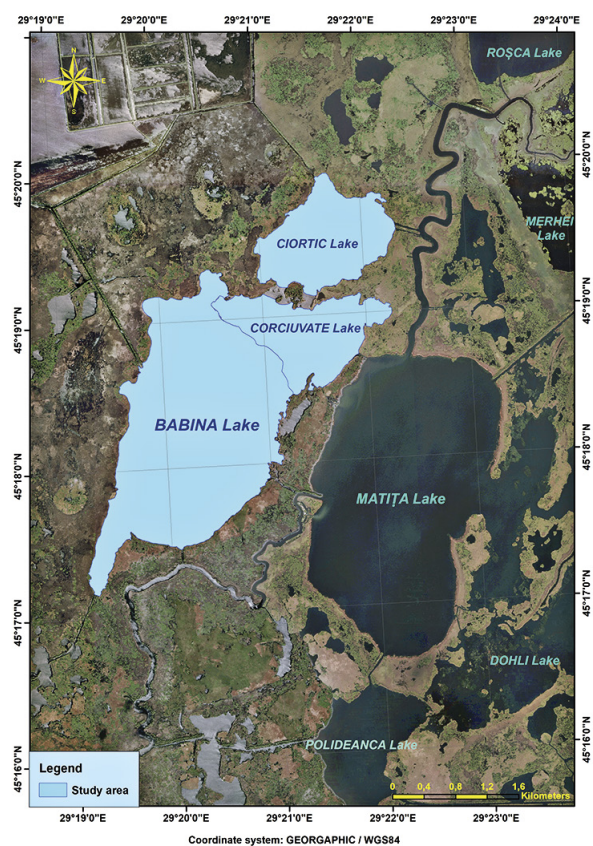 29°19'0"E 29°20'0"E 29°21'0"E 29°22'0"E 29°23'0"E 29°24'0"E
N
W E
S
ROȘCA Lake
45°20'0"N 45°20'0"N
MERHEI
Lake
CIORTIC Lake
45°19'0"N 45°19'0"N
CORCIUVATE Lake
BABINA Lake
45°18'0"N 45°18'0"N
MATIȚA Lake
45°17'0"N 45°17'0"N
DOHLI Lake
POLIDEANCA Lake
45°16'0"N 45°16'0"N
Legend
Study area
0 0,4 0,8 1,2 1,6
Kilometers
29°19'0"E 29°20'0"E 29°21'0"E 29°22'0"E 29°23'0"E
Coordinate system: GEORGAPHIC / WGS84